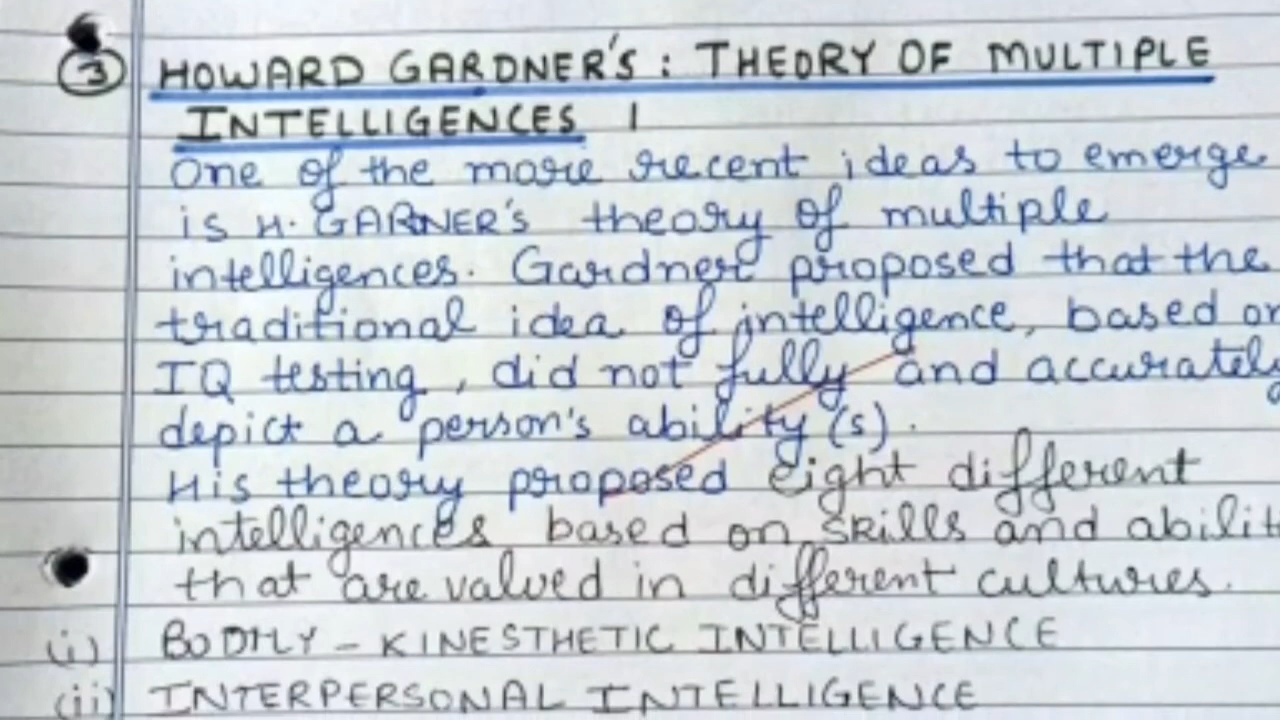 3 HOWARD GARDNER'S : THEORY OF MULTIPLE
INTELLIGENCES |
One of the more recent ideas to emerge
is H. GARNER'S theory of multiple
intelligences. Gardner proposed that the
traditional idea of intelligence, based on
IQ testing, did not fully and accurately
depict a person's ability (s).
His theory proposed eight different
intelligences based on skills and abilit
that are valued in different cultures.
(i) BODILY - KINESTHETIC INTELLIGENCE
(ii) INTERPERSONAL INTELLIGENCE